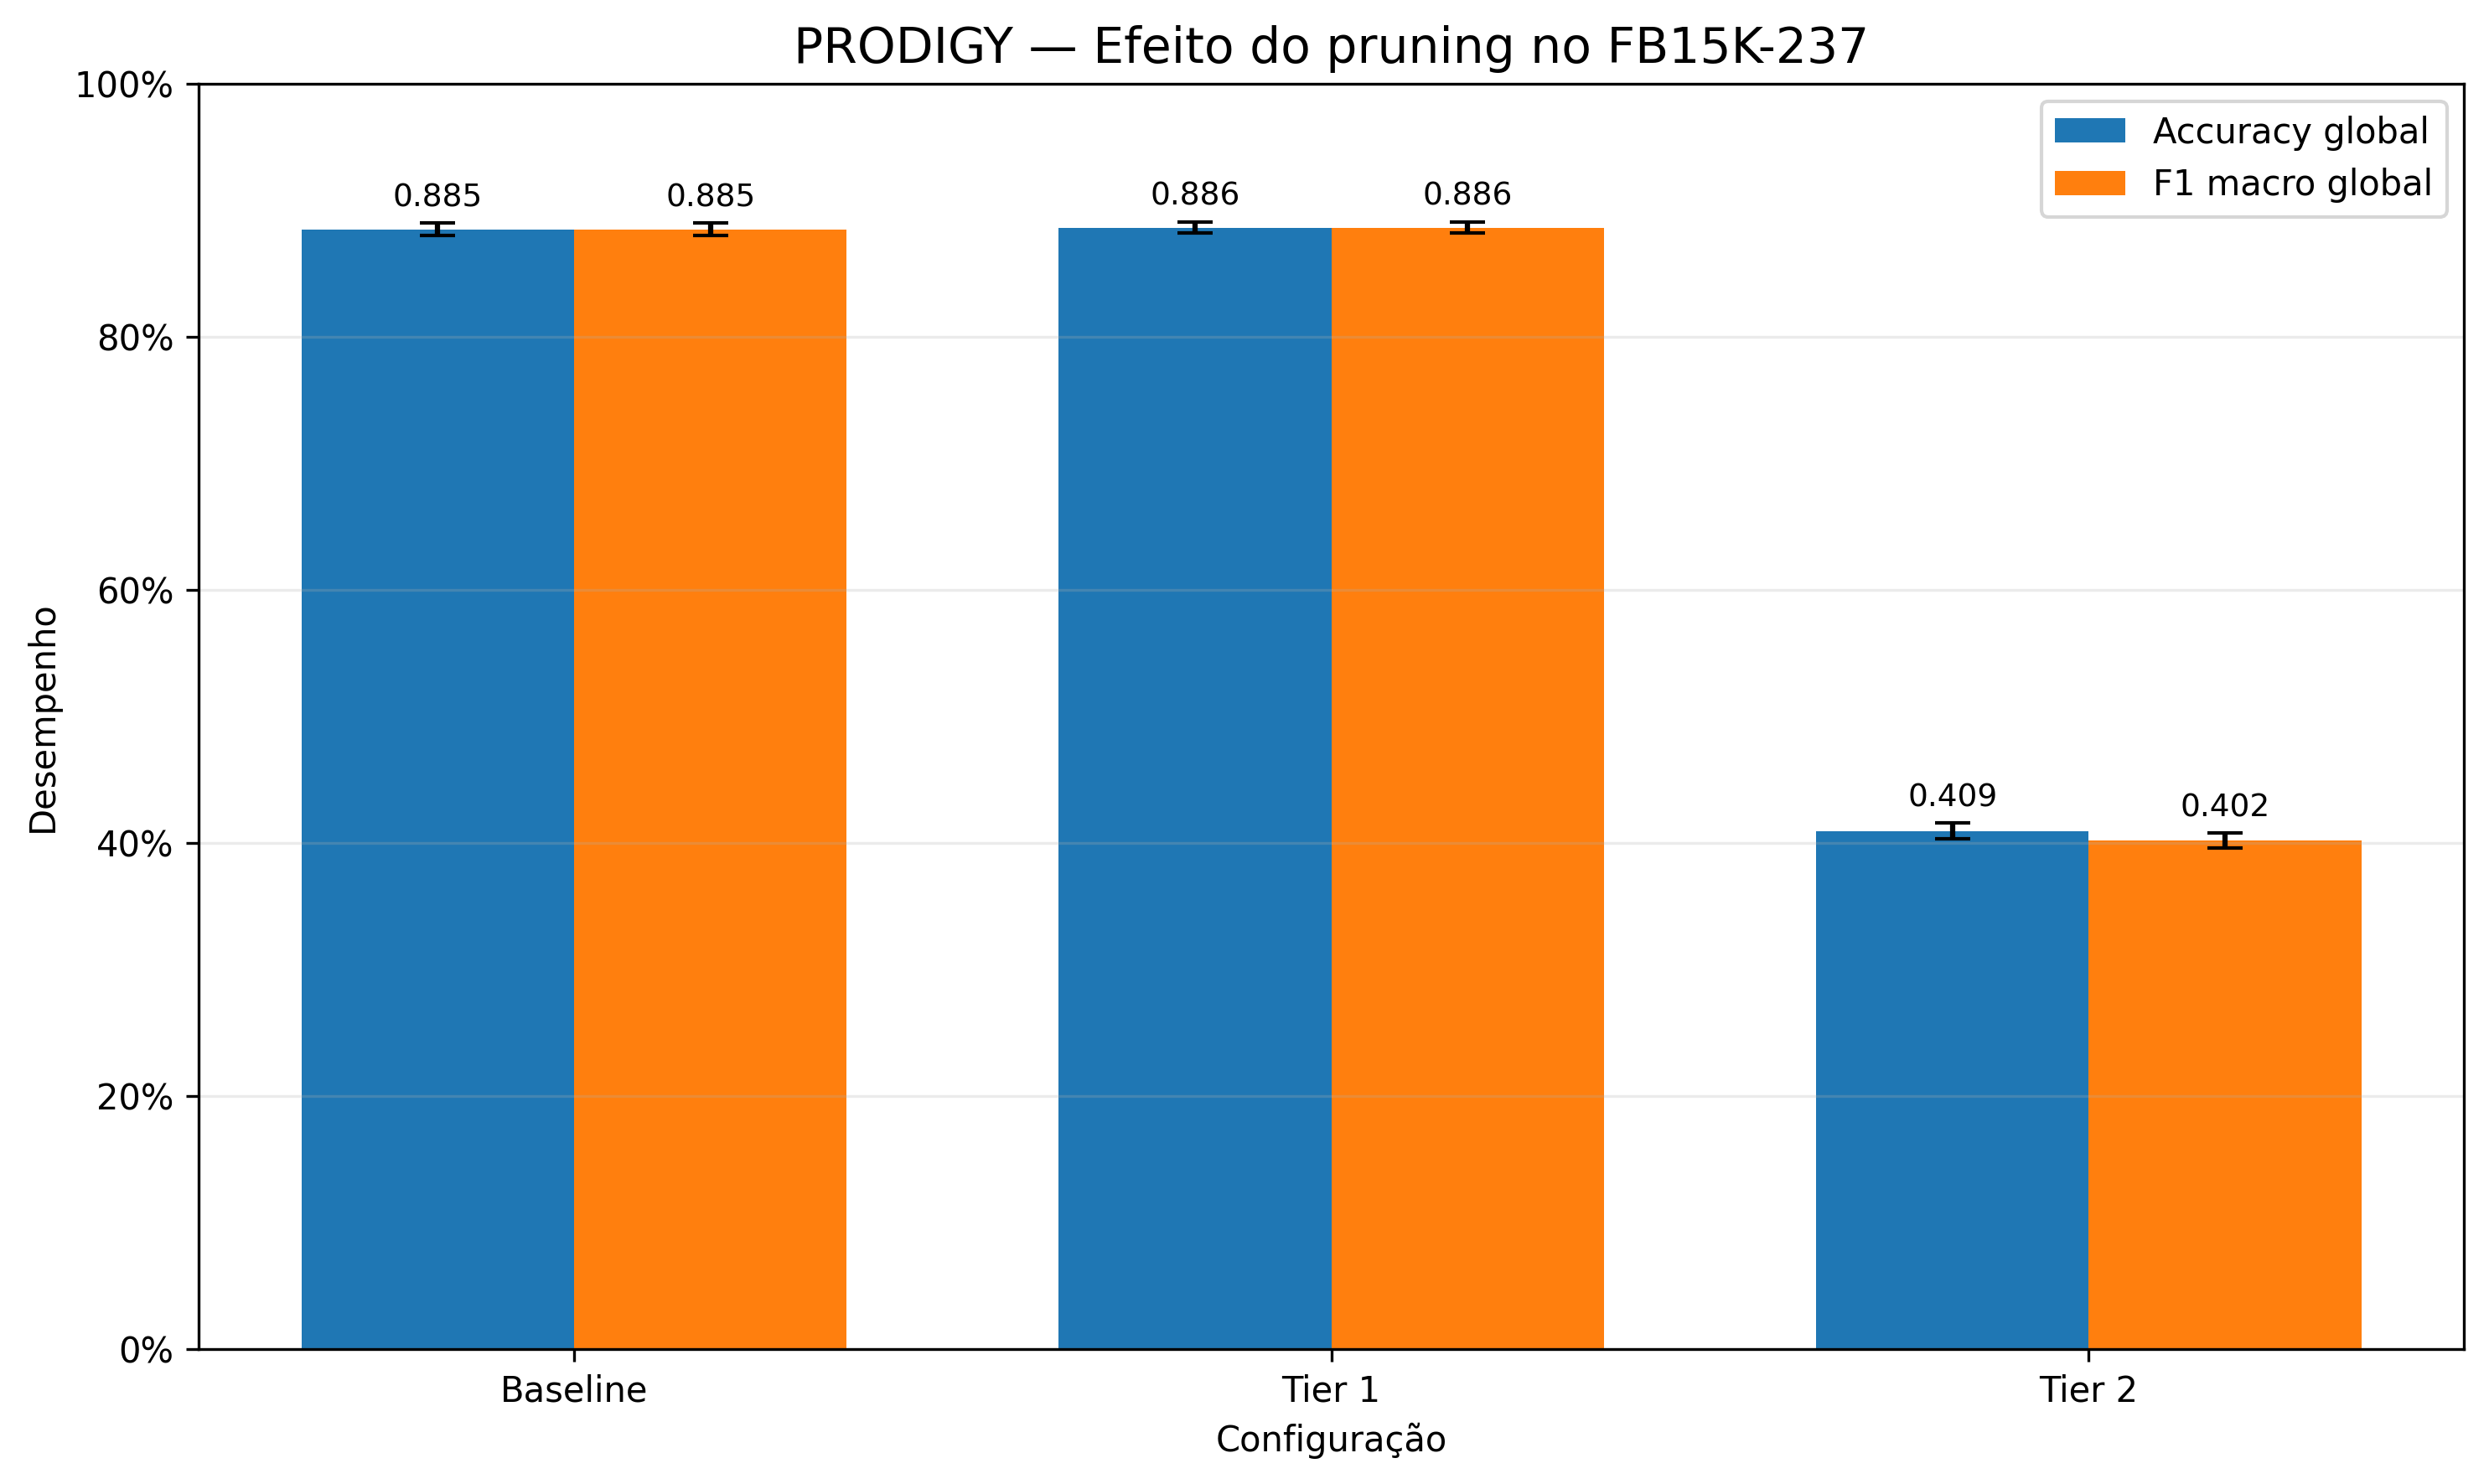 PRODIGY — Efeito do pruning no FB15K-237
100%
80%
60%
40%
20%
0%
Desempenho
Accuracy global
F1 macro global
0.885
0.885
0.886
0.886
0.409
0.402
Baseline
Tier 1
Tier 2
Configuração